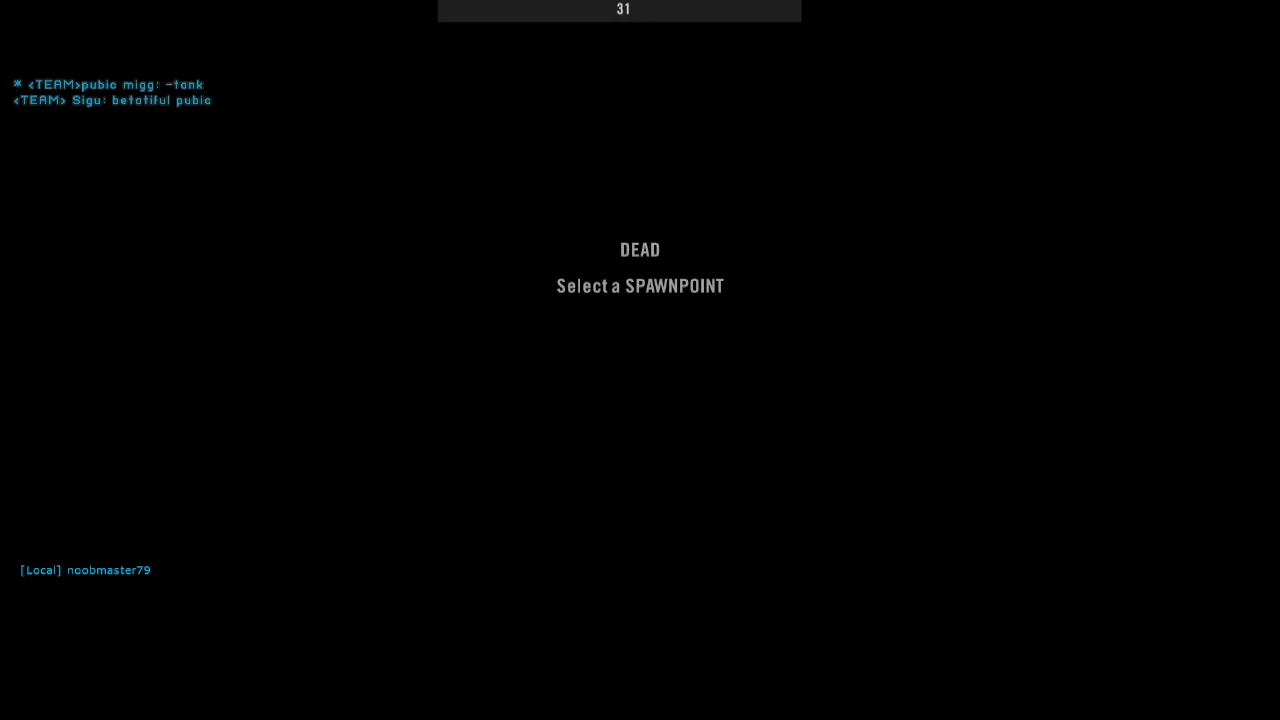 31
* <TEAM>pubic migg: -tank
<TEAM> Sigu: betatiful pubic
DEAD
Select a SPAWNPOINT
[Local] noobmaster79